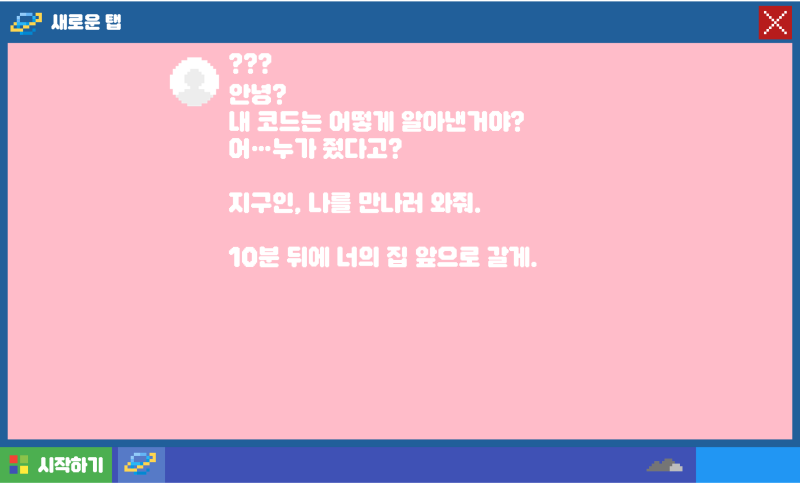 새로운 탭
???
안녕?
내 코드는 어떻게 알아낸거야?
어…누가 줬다고?
지구인, 나를 만나러 와줘.
10분 뒤에 너의 집 앞으로 갈게.
시작하기